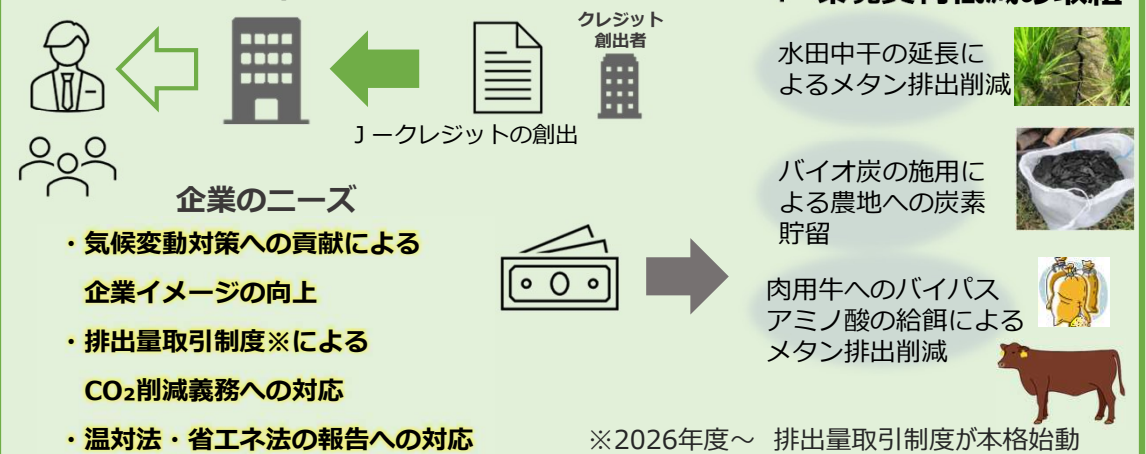 クレジット
創出者
Jークレジットの創出
企業のニーズ
・気候変動対策への貢献による
企業イメージの向上
・排出量取引制度※による
CO₂削減義務への対応
・温対法・省エネ法の報告への対応
水田中干の延長に
よるメタン排出削減
バイオ炭の施用に
よる農地への炭素
貯留
肉用牛へのバイパス
アミノ酸の給餌による
メタン排出削減
※2026年度～ 排出量取引制度が本格始動